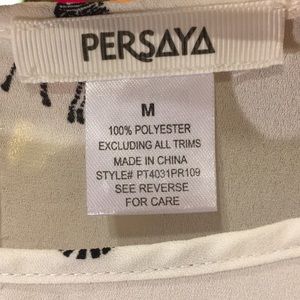 PERSAYA
M
100% POLYESTER
EXCLUDING ALL TRIMS
MADE IN CHINA
STYLE# PT4031PR109
SEE REVERSE
FOR CARE